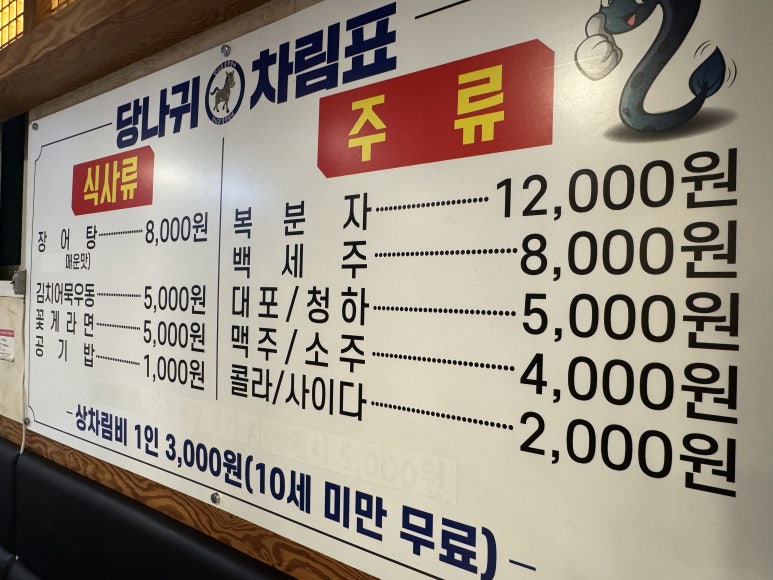 당나귀 차림표
식사류
장어탕 8,000원
매운맛)
김치어묵우동 5,000원
꽃게라면 5,000원
공기밥 1,000원
주류
복분자 12,000원
백세주 8,000원
대포/청하 5,000원
맥주/소주 4,000원
콜라/사이다 2,000원
-상차림비 1인 3,000원(10세 미만 무료)-